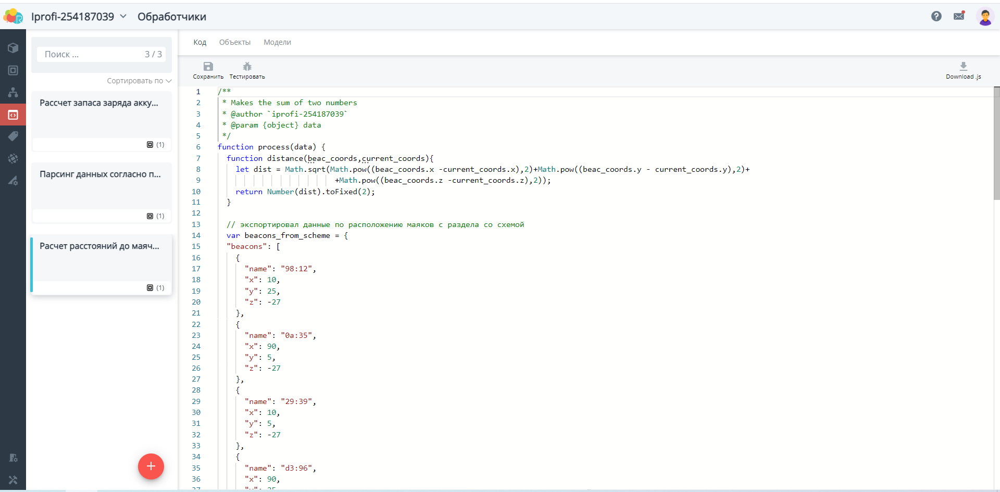 Iprofi-254187039
Обработчики
Поиск ...
3 / 3
Сортировать по
Рассчет запаса заряда акку...
(1)
Парсинг данных согласно п...
(1)
Расчет расстояний до маяч...
(1)
Код
Объекты
Модели
Сохранить
Тестировать
Download .js
1 /**
2 * Makes the sum of two numbers
3 * @author `iprofi-254187039`
4 * @param {object} data
5 */
6 function process(data) {
7 function distance(beac_coords,current_coords){
8 let dist = Math.sqrt(Math.pow((beac_coords.x -current_coords.x),2)+Math.pow((beac_coords.y - current_coords.y),2)+
9 +Math.pow((beac_coords.z -current_coords.z),2));
10 return Number(dist).toFixed(2);
11 }
12
13 // экспортировал данные по расположению маяков с раздела со схемой
14 var beacons_from_scheme = {
15 "beacons": [
16 {
17 "name": "98:12",
18 "x": 10,
19 "y": 25,
20 "z": -27
21 },
22 {
23 "name": "0a:35",
24 "x": 90,
25 "y": 5,
26 "z": -27
27 },
28 {
29 "name": "29:39",
30 "x": 10,
31 "y": 5,
32 "z": -27
33 },
34 {
35 "name": "d3:96",
36 "x": 90,
37 "y": 25